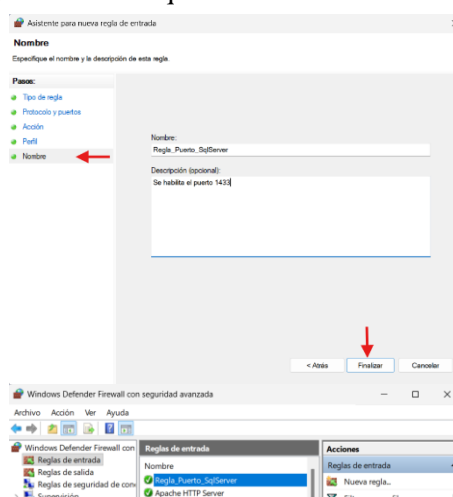 Asistente para nueva regla de entrada
Nombre
Especifique el nombre y la descripción de esta regla.
Pasos:
Tipo de regla
Protocolo y puertos
Acción
Perfil
Nombre
Nombre:
Regla_Puerto_SqlServer
Descripción (opcional):
Se habilita el puerto 1433
< Atrás Finalizar Cancelar
Windows Defender Firewall con seguridad avanzada
Archivo Acción Ver Ayuda
Windows Defender Firewall con
Reglas de entrada
Reglas de salida
Reglas de seguridad de con
Supervisión
Reglas de entrada
Nombre
Regla_Puerto_SqlServer
Apache HTTP Server
Acciones
Reglas de entrada
Nueva regla...